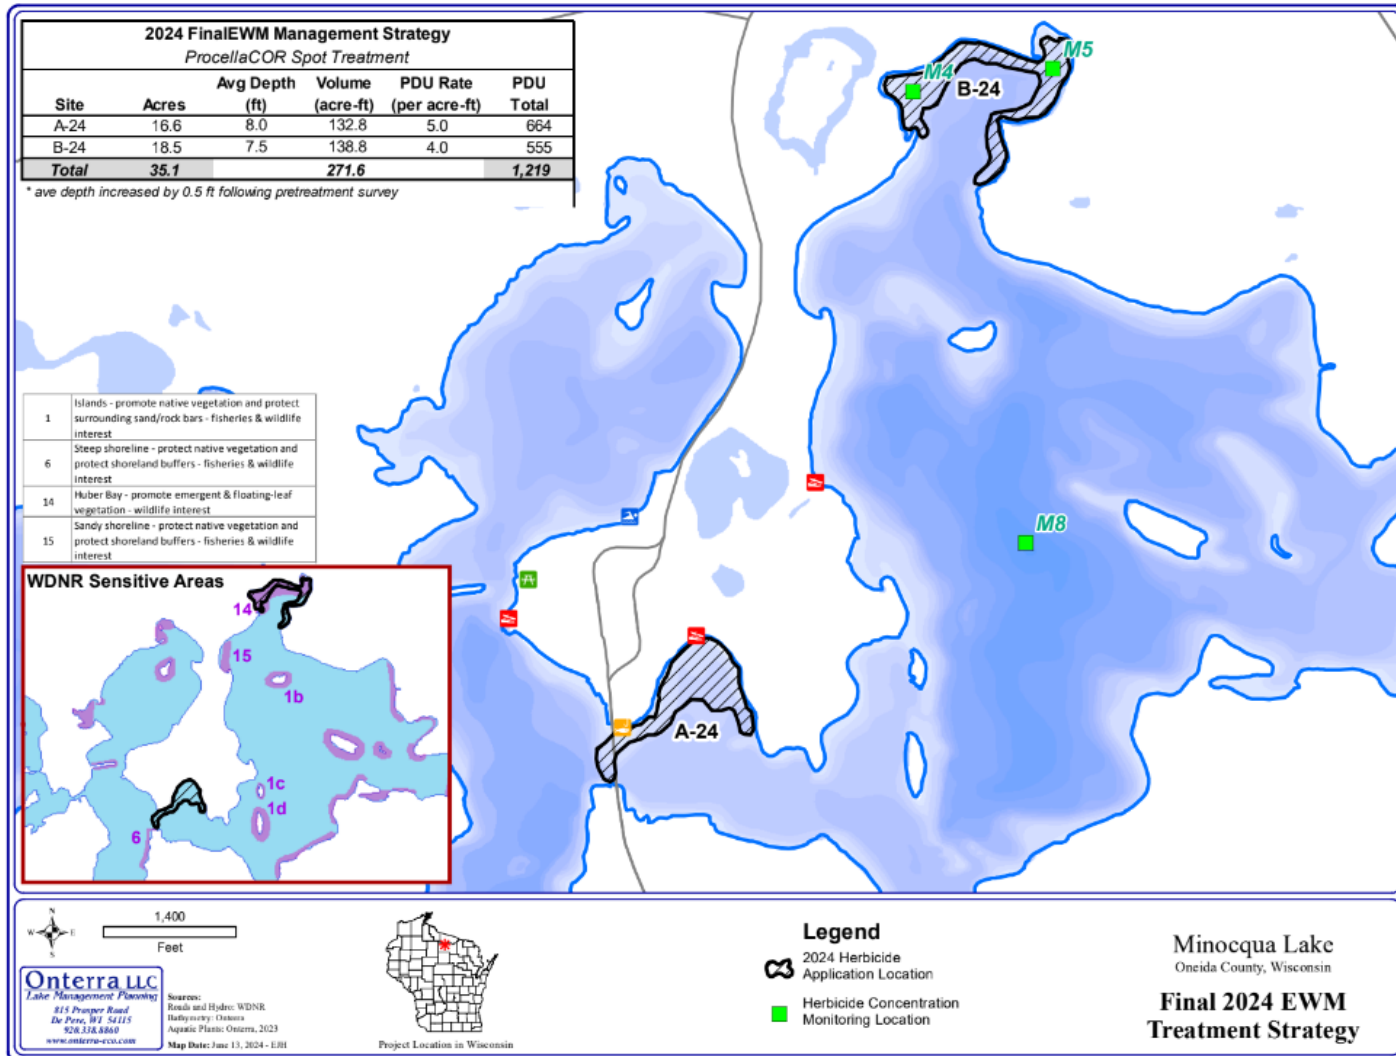 2024 FinalEWM Management Strategy
ProcellaCOR Spot Treatment
Site Acres Avg Depth (ft) Volume (acre-ft) PDU Rate (per acre-ft) PDU Total
A-24 16.6 8.0 132.8 5.0 664
B-24 18.5 7.5 138.8 4.0 555
Total 35.1 271.6 1,219
* ave depth increased by 0.5 ft following pretreatment survey
M4
M5
B-24
M8
A-24
1 Islands - promote native vegetation and protect
surrounding sand/rock bars - fisheries & wildlife
interest
6 Steep shoreline - protect native vegetation and
protect shoreland buffers - fisheries & wildlife
interest
14 Huber Bay - promote emergent & floating-leaf
vegetation - wildlife interest
15 Sandy shoreline - protect native vegetation and
protect shoreland buffers - fisheries & wildlife
interest
WDNR Sensitive Areas
14
15
1b
1c
1d
6
N
W E
S
1,400
Feet
Onterra LLC
Lake Management Planning
815 Prosper Road
De Pere, WI 54115
920.338.8860
www.onterra-eco.com
Sources:
Roads and Hydro: WDNR
Bathymetry: Onterra
Aquatic Plants: Onterra, 2023
Map Date: June 13, 2024 - EJH
Project Location in Wisconsin
Legend
2024 Herbicide
Application Location
Herbicide Concentration
Monitoring Location
Minocqua Lake
Oneida County, Wisconsin
Final 2024 EWM
Treatment Strategy